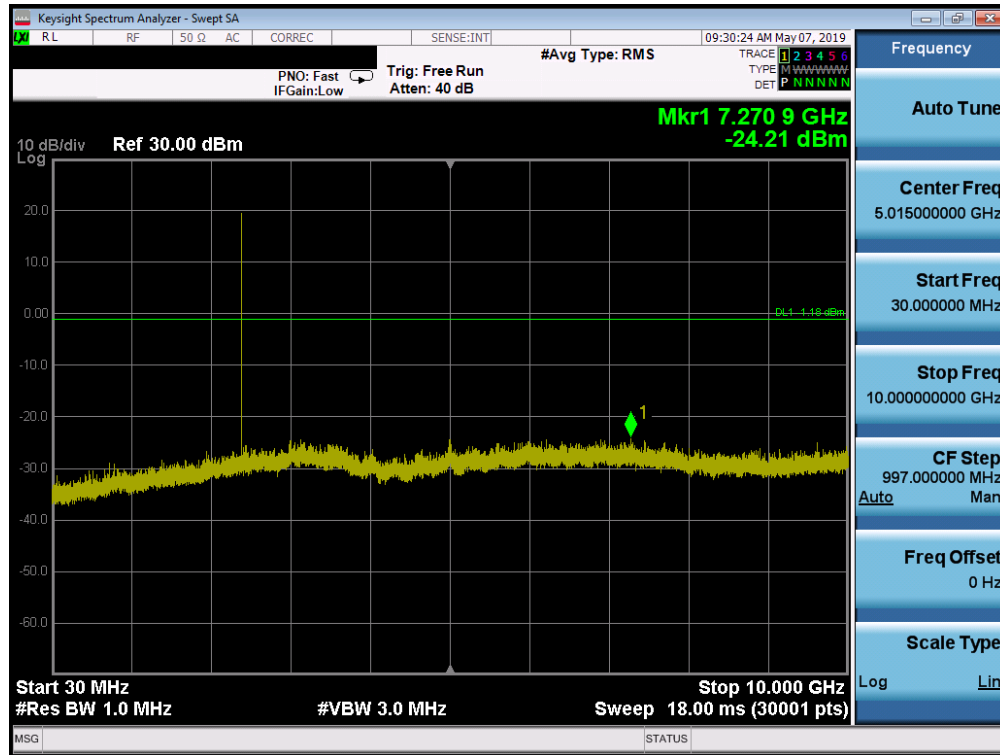 Keysight Spectrum Analyzer - Swept SA
LXI RL RF 50 Ω AC CORREC SENSE:INT 09:30:24 AM May 07, 2019
#Avg Type: RMS
TRACE 1 2 3 4 5 6
TYPE M WWWWW
DET P N N N N N
PNO: Fast Trig: Free Run
IFGain:Low Atten: 40 dB
Mkr1 7.270 9 GHz
-24.21 dBm
10 dB/div Ref 30.00 dBm
Log
20.0
10.0
0.00
DL1 -1.18 dBm
-10.0
-20.0
1
-30.0
-40.0
-50.0
-60.0
Start 30 MHz Stop 10.000 GHz
#Res BW 1.0 MHz #VBW 3.0 MHz Sweep 18.00 ms (30001 pts)
MSG STATUS
Frequency
Auto Tune
Center Freq
5.015000000 GHz
Start Freq
30.000000 MHz
Stop Freq
10.000000000 GHz
CF Step
997.000000 MHz
Auto Man
Freq Offset
0 Hz
Scale Type
Log Lin